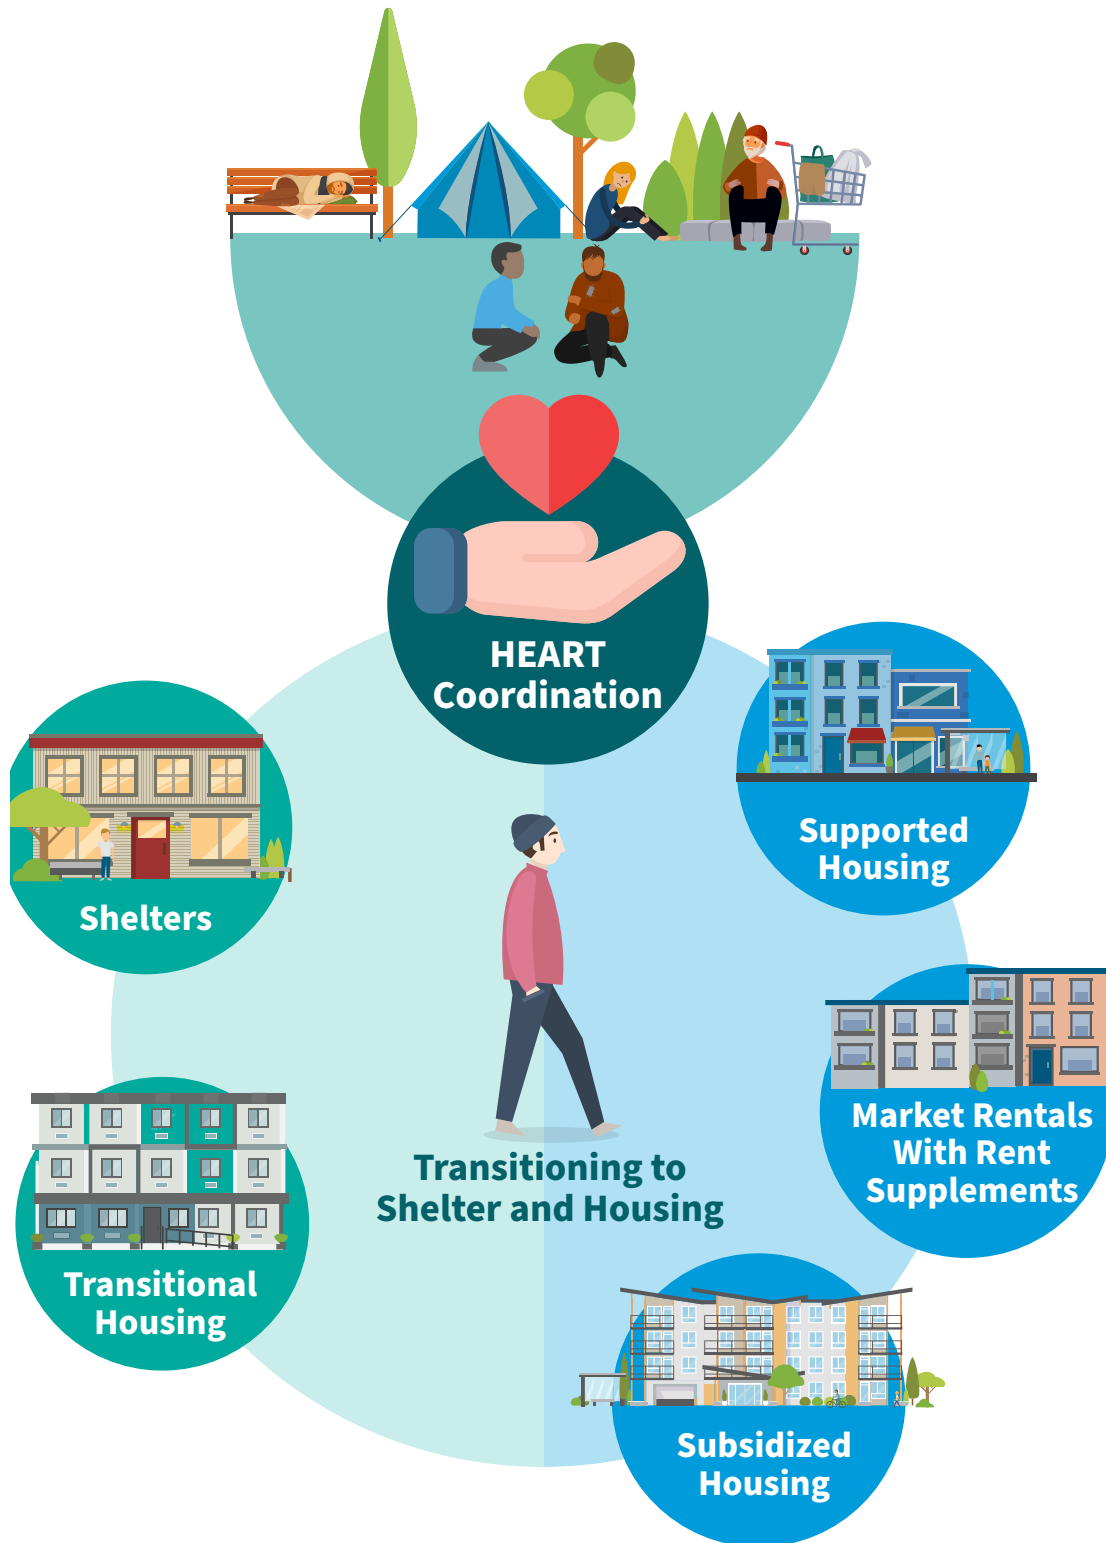 HEART
Coordination
Supported
Housing
Shelters
Market Rentals
With Rent
Supplements
Transitioning to
Shelter and Housing
Transitional
Housing
Subsidized
Housing